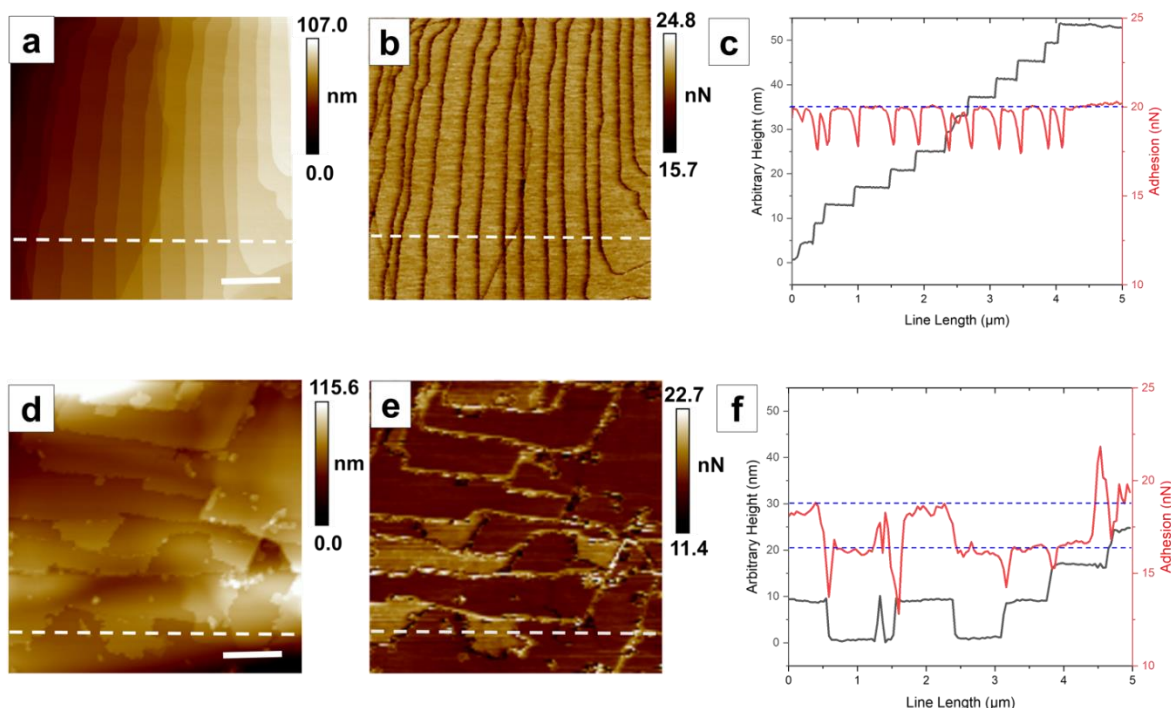 a
107.0
nm
0.0
b
24.8
nN
15.7
c
50
40
30
20
10
0
Arbitrary Height (nm)
25
20
15
10
Adhesion (nN)
0 1 2 3 4 5
Line Length (µm)
d
115.6
nm
0.0
e
22.7
nN
11.4
f
50
40
30
20
10
0
Arbitrary Height (nm)
25
20
15
10
Adhesion (nN)
0 1 2 3 4 5
Line Length (µm)